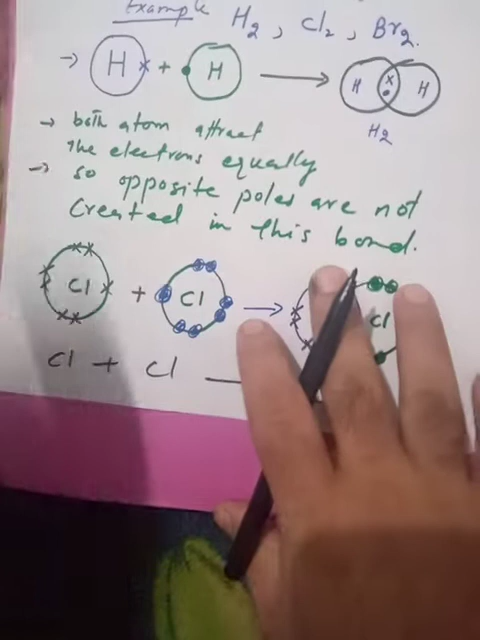 Example H₂, Cl₂, Br₂.
→ H × + • H → H × • H
H₂
→ both atom attract
the electrons equally
→ so opposite poles are not
created in this bond.
Cl + Cl → Cl
Cl + Cl —